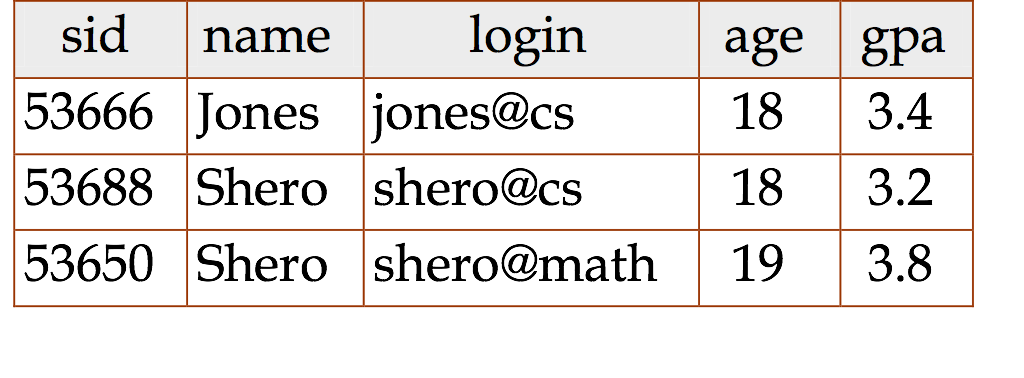 sid name login age gpa
53666 Jones jones@cs 18 3.4
53688 Shero shero@cs 18 3.2
53650 Shero shero@math 19 3.8